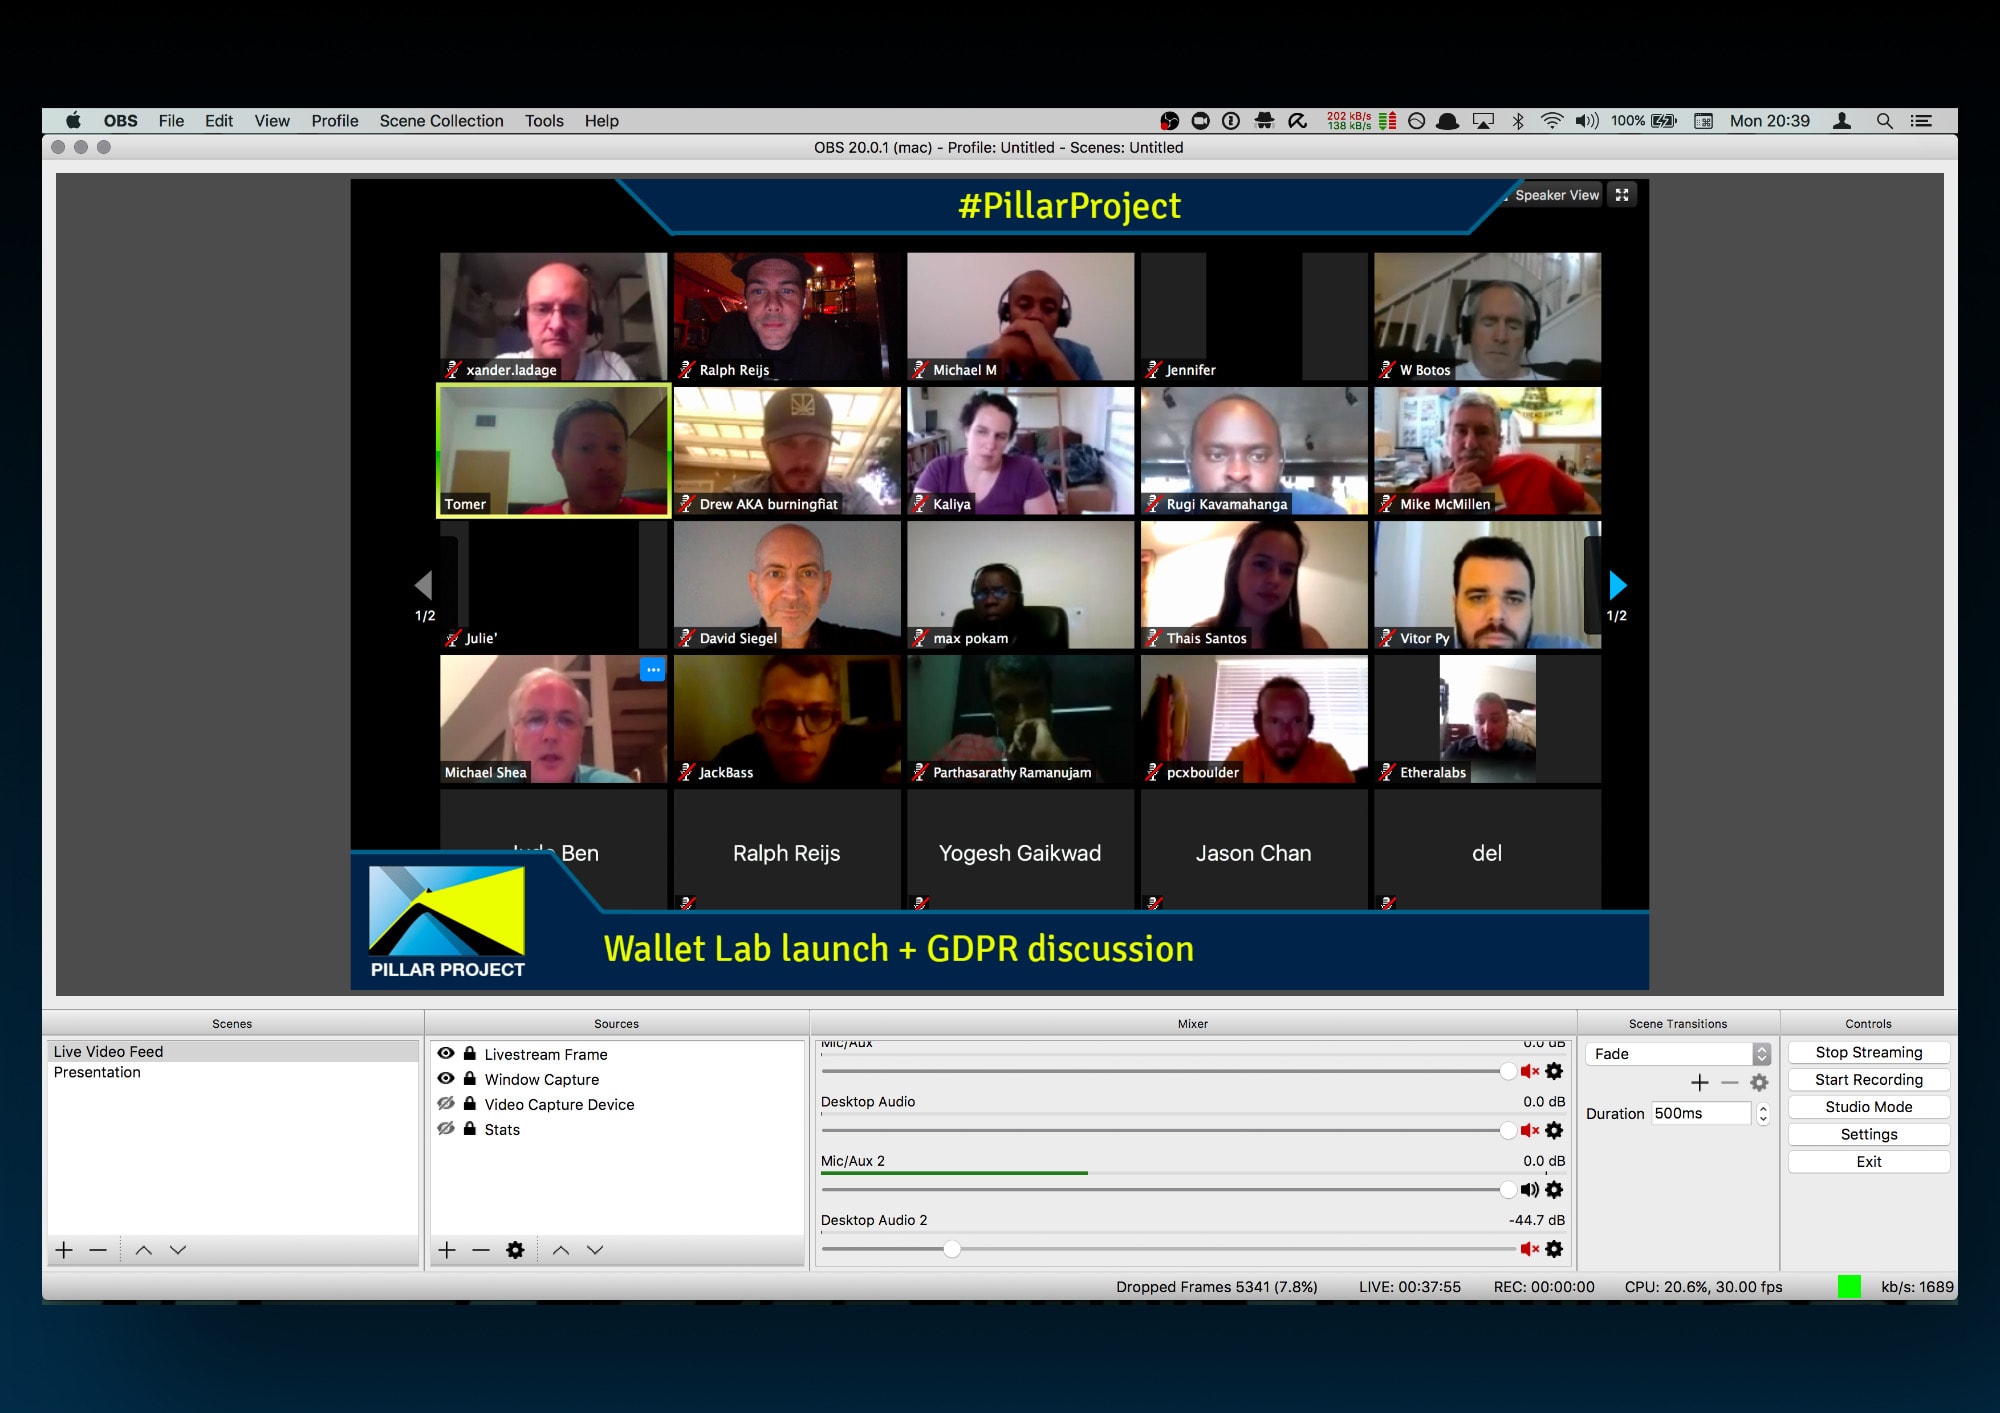 OBS File Edit View Profile Scene Collection Tools Help 202 kB/s 138 kB/s 100% Mon 20:39
OBS 20.0.1 (mac) - Profile: Untitled - Scenes: Untitled
#PillarProject
Speaker View
xander.ladage
Ralph Reijs
Michael M
Jennifer
W Botos
Tomer
Drew AKA burningfiat
Kaliya
Rugi Kavamahanga
Mike McMillen
1/2
Julie'
David Siegel
max pokam
Thais Santos
Vitor Py
1/2
Michael Shea
JackBass
Parthasarathy Ramanujam
pcxboulder
Etheralabs
Ben
Ralph Reijs
Yogesh Gaikwad
Jason Chan
del
PILLAR PROJECT
Wallet Lab launch + GDPR discussion
Scenes
Live Video Feed
Presentation
Sources
Livestream Frame
Window Capture
Video Capture Device
Stats
Mixer
Mic/Aux 0.0 dB
Desktop Audio 0.0 dB
Mic/Aux 2 0.0 dB
Desktop Audio 2 -44.7 dB
Scene Transitions
Fade
Duration 500ms
Controls
Stop Streaming
Start Recording
Studio Mode
Settings
Exit
Dropped Frames 5341 (7.8%) LIVE: 00:37:55 REC: 00:00:00 CPU: 20.6%, 30.00 fps kb/s: 1689